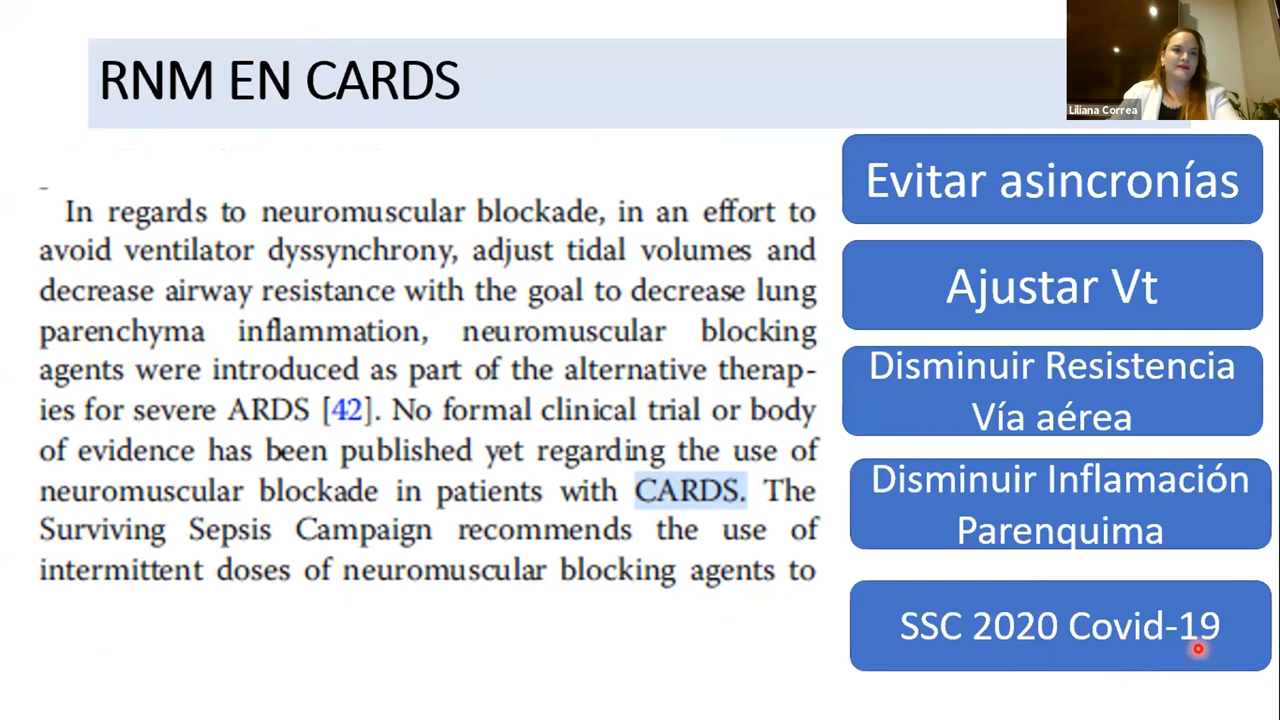 RNM EN CARDS
Liliana Correa
In regards to neuromuscular blockade, in an effort to
avoid ventilator dyssynchrony, adjust tidal volumes and
decrease airway resistance with the goal to decrease lung
parenchyma inflammation, neuromuscular blocking
agents were introduced as part of the alternative therap-
ies for severe ARDS [42]. No formal clinical trial or body
of evidence has been published yet regarding the use of
neuromuscular blockade in patients with CARDS. The
Surviving Sepsis Campaign recommends the use of
intermittent doses of neuromuscular blocking agents to
Evitar asincronías
Ajustar Vt
Disminuir Resistencia
Vía aérea
Disminuir Inflamación
Parenquima
SSC 2020 Covid-19